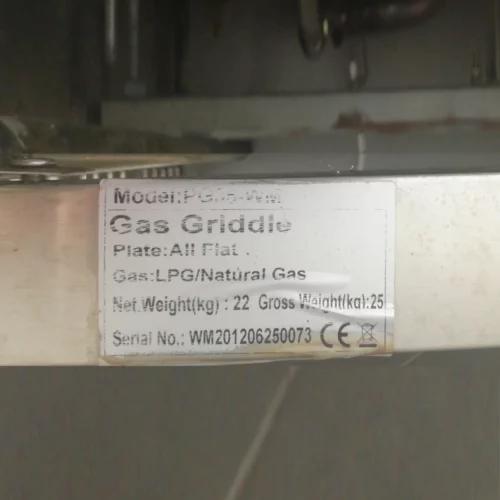 Model:
Gas Griddle
Plate:All Flat
Gas:LPG/Natural Gas
Net.Weight(kg) : 22 Gross Weight(kg):25
Serial No.: WM201206250073 CE